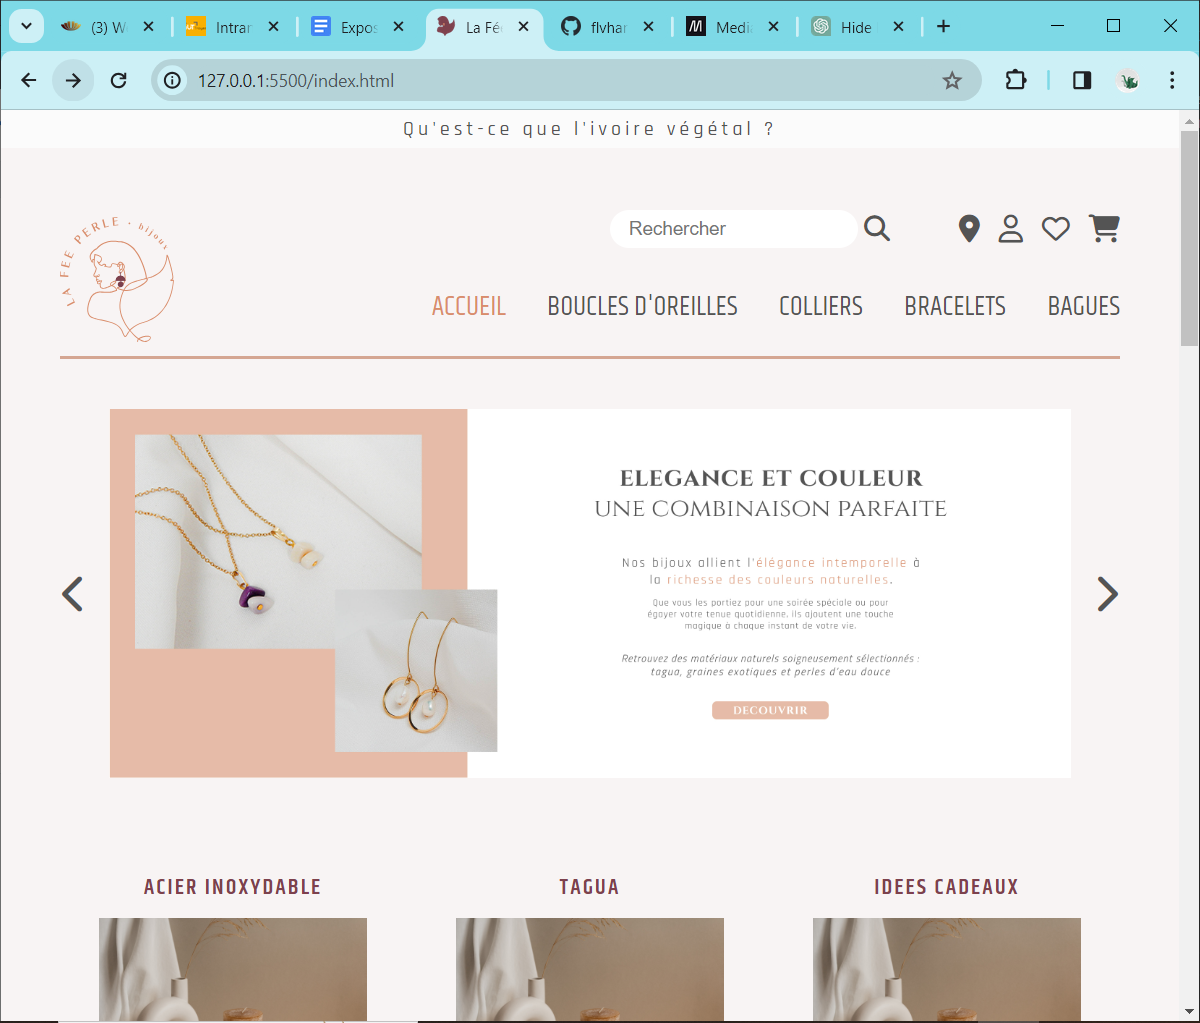 (3) W
Intran
Expos
La Fée
flvhar
Media
Hide
127.0.0.1:5500/index.html
Qu'est-ce que l'ivoire végétal ?
LA FEE PERLE · bijoux
Rechercher
ACCUEIL BOUCLES D'OREILLES COLLIERS BRACELETS BAGUES
ELEGANCE ET COULEUR
UNE COMBINAISON PARFAITE
Nos bijoux allient l'élégance intemporelle à
la richesse des couleurs naturelles.
Que vous les portiez pour une soirée spéciale ou pour
égayer votre tenue quotidienne, ils ajoutent une touche
magique à chaque instant de votre vie.
Retrouvez des matériaux naturels soigneusement sélectionnés :
tagua, graines exotiques et perles d'eau douce
DECOUVRIR
ACIER INOXYDABLE
TAGUA
IDEES CADEAUX